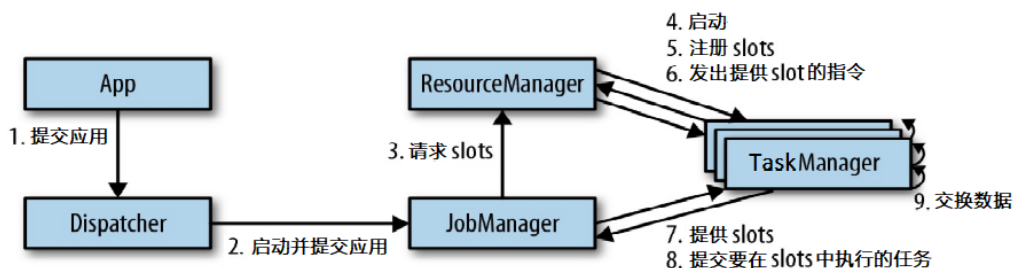 App
1. 提交应用
Dispatcher
2. 启动并提交应用
JobManager
3. 请求 slots
ResourceManager
4. 启动
5. 注册 slots
6. 发出提供 slot 的指令
TaskManager
7. 提供 slots
8. 提交要在 slots 中执行的任务
9. 交换数据